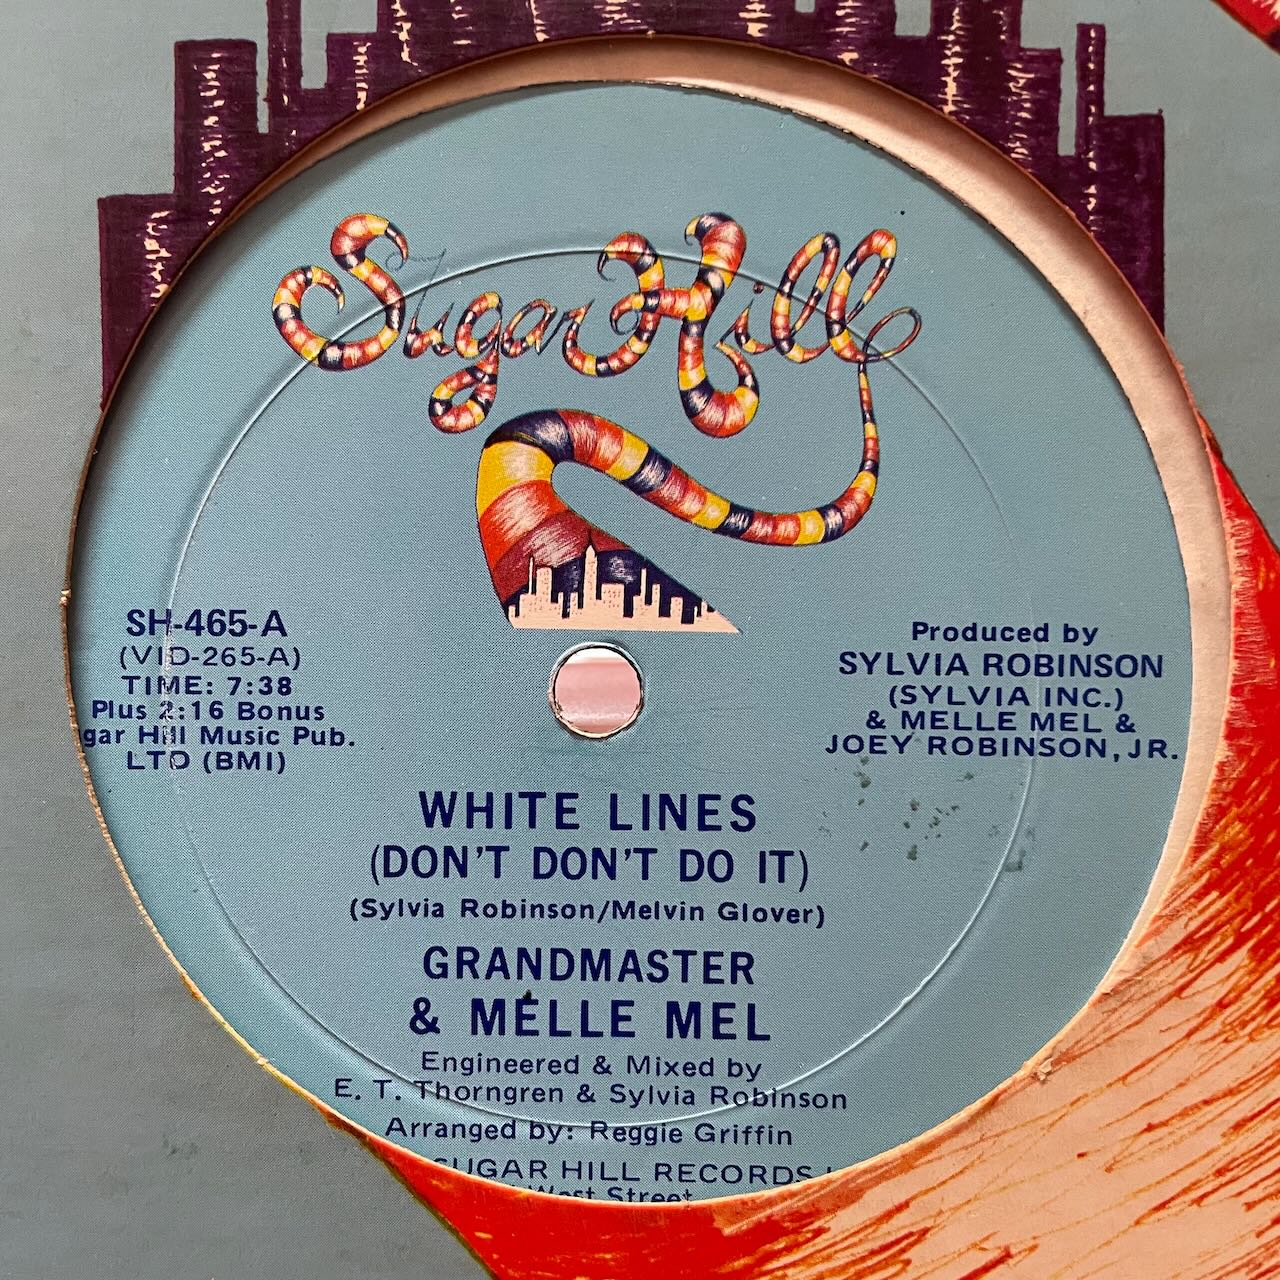 Sugar Hill
SH-465-A
(VID-265-A)
TIME: 7:38
Plus 2:16 Bonus
gar Hill Music Pub.
LTD (BMI)
Produced by
SYLVIA ROBINSON
(SYLVIA INC.)
& MELLE MEL &
JOEY ROBINSON, JR.
WHITE LINES
(DON'T DON'T DO IT)
(Sylvia Robinson/Melvin Glover)
GRANDMASTER
& MELLE MEL
Engineered & Mixed by
E. T. Thorngren & Sylvia Robinson
Arranged by: Reggie Griffin
SUGAR HILL RECORDS
West Street